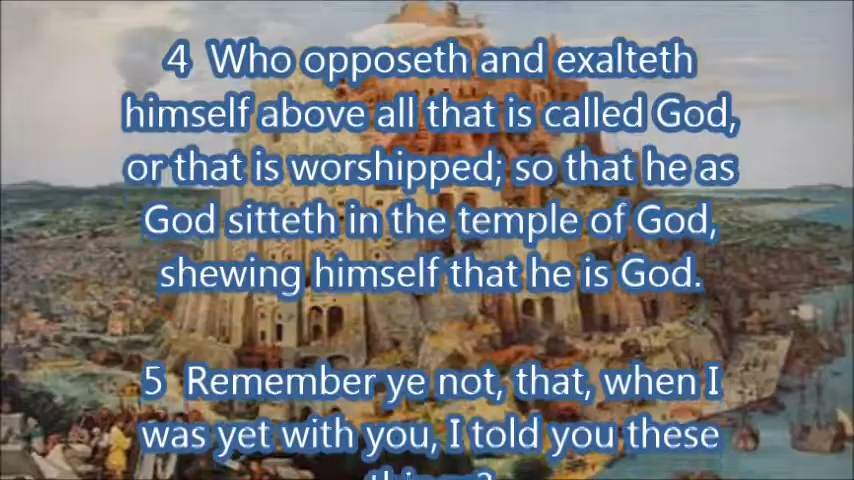 4 Who opposeth and exalteth
himself above all that is called God,
or that is worshipped; so that he as
God sitteth in the temple of God,
shewing himself that he is God.
5 Remember ye not, that, when I
was yet with you, I told you these
things?